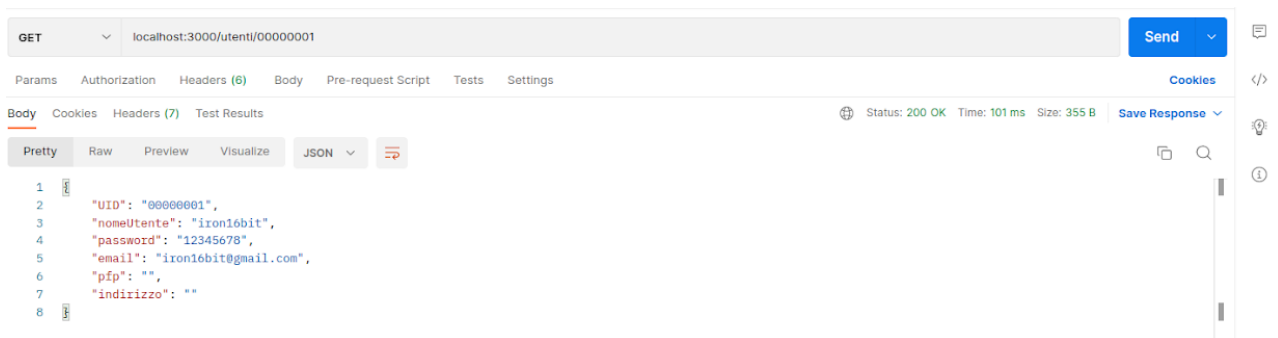 GET localhost:3000/utenti/00000001 Send
Params Authorization Headers (6) Body Pre-request Script Tests Settings Cookies
Body Cookies Headers (7) Test Results Status: 200 OK Time: 101 ms Size: 355 B Save Response
Pretty Raw Preview Visualize JSON
1 {
2 "UID": "00000001",
3 "nomeUtente": "iron16bit",
4 "password": "12345678",
5 "email": "iron16bit@gmail.com",
6 "pfp": "",
7 "indirizzo": ""
8 }